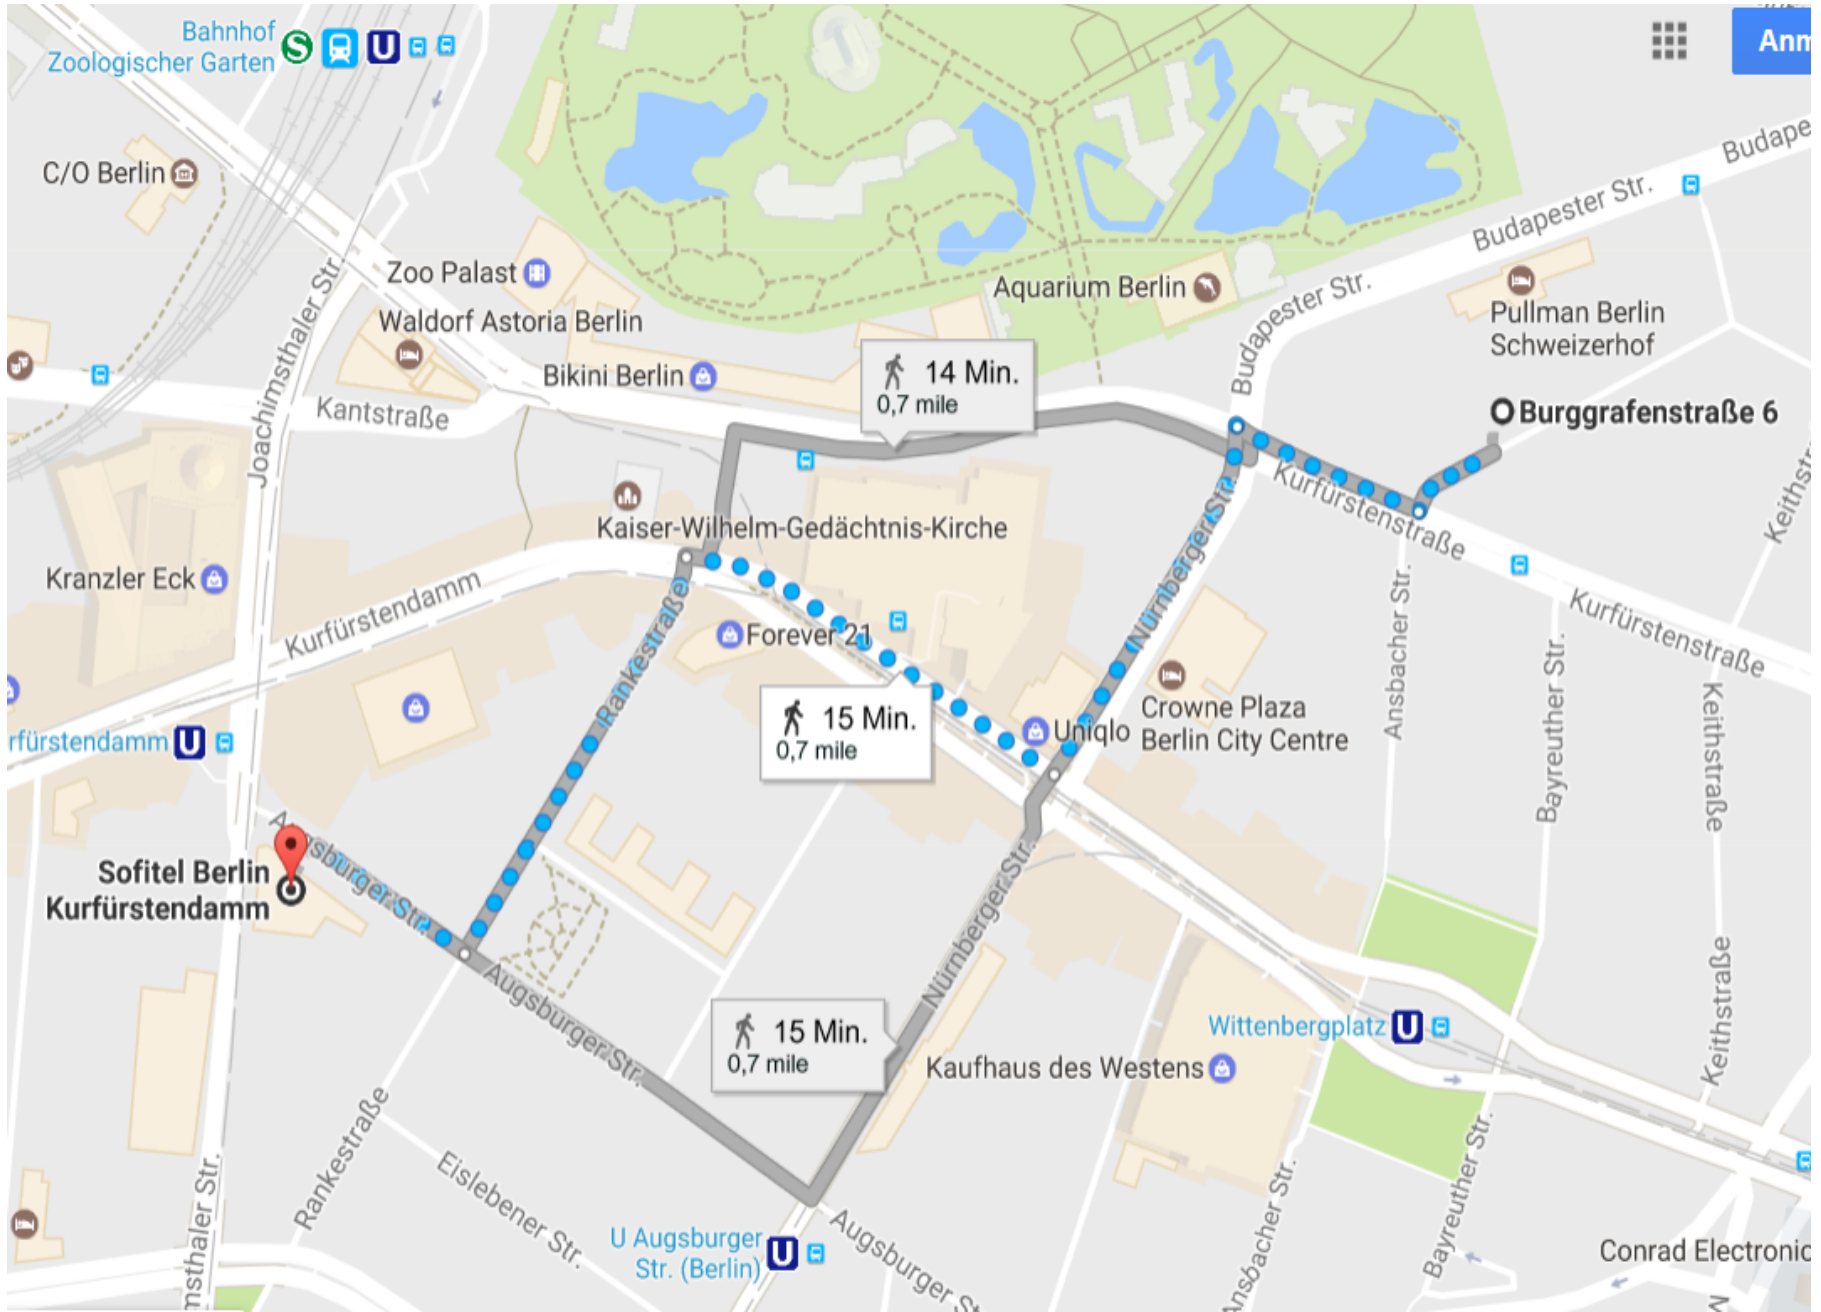 Bahnhof
Zoologischer Garten
S
U
Anm
C/O Berlin
Budape
Budapester Str.
Zoo Palast
Joachimsthaler Str.
Waldorf Astoria Berlin
Aquarium Berlin
Budapester Str.
Pullman Berlin
Schweizerhof
Bikini Berlin
14 Min.
0,7 mile
Kantstraße
Burggrafenstraße 6
Kurfürstenstraße
Kaiser-Wilhelm-Gedächtnis-Kirche
Nürnberger Str.
Keithstr
Kranzler Eck
Kurfürstendamm
Rankestraße
Forever 21
Ansbacher Str.
Bayreuther Str.
Kurfürstenstraße
Keithstraße
15 Min.
0,7 mile
Uniqlo
Crowne Plaza
Berlin City Centre
rfürstendamm
U
Augsburger Str.
Sofitel Berlin
Kurfürstendamm
Nürnberger Str.
Augsburger Str.
Keithstraße
Wittenbergplatz
U
15 Min.
0,7 mile
Kaufhaus des Westens
Rankestraße
Eislebener Str.
msthaler Str.
Ansbacher Str.
Bayreuther Str.
U Augsburger
Str. (Berlin)
U
Augsburger St
Conrad Electronic